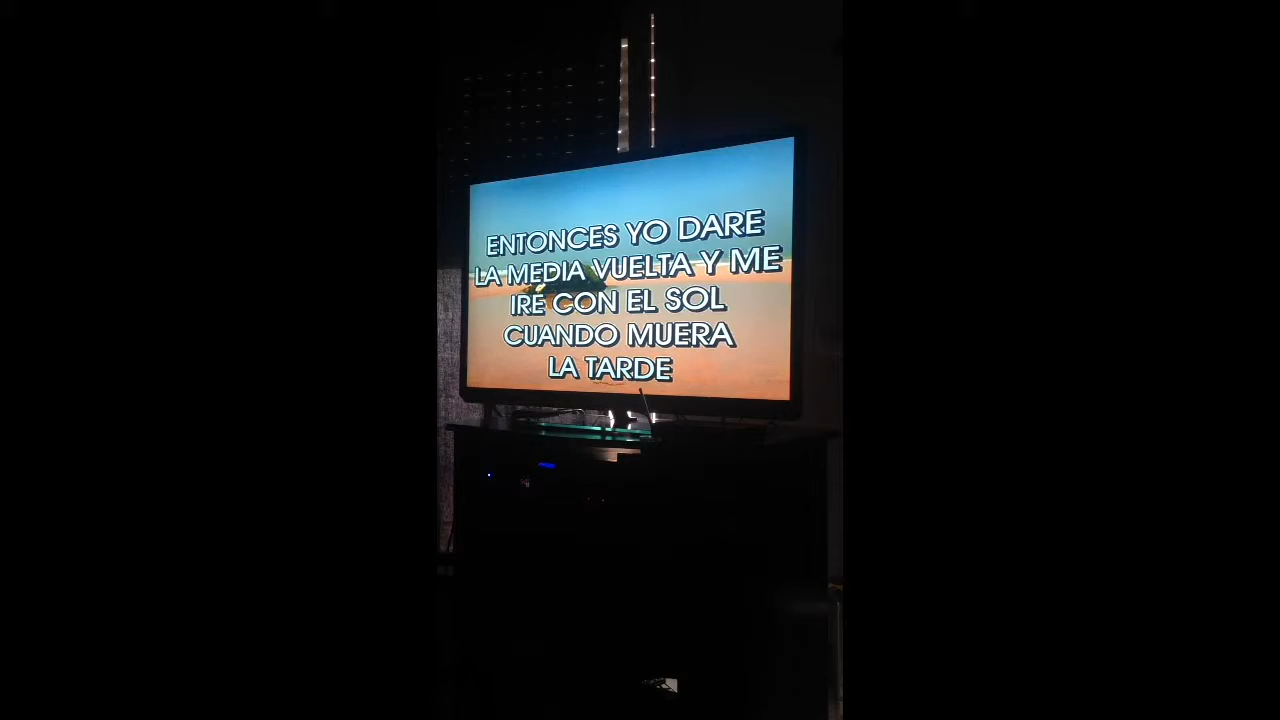 ENTONCES YO DARE
LA MEDIA VUELTA Y ME
IRE CON EL SOL
CUANDO MUERA
LA TARDE